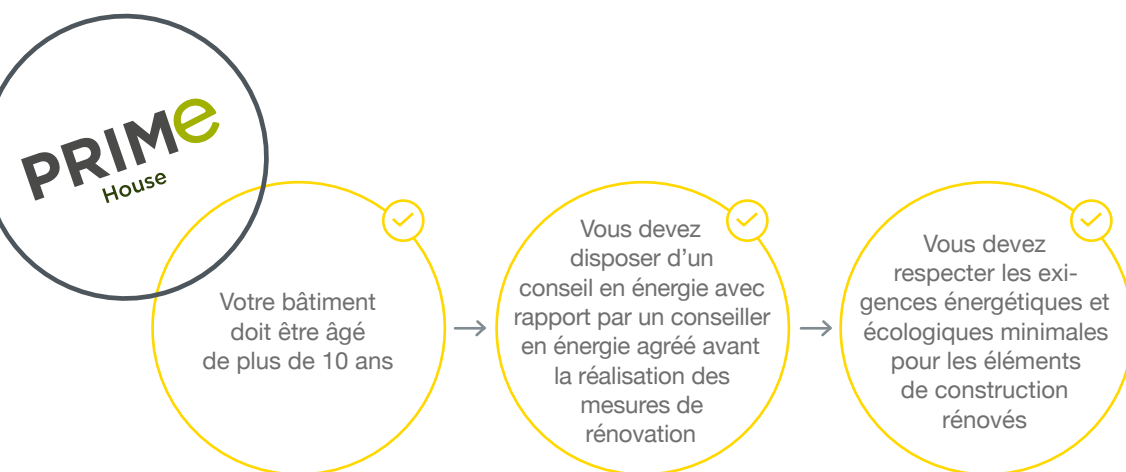 PRIMe
House
Votre bâtiment
doit être âgé
de plus de 10 ans
Vous devez
disposer d’un
conseil en énergie avec
rapport par un conseiller
en énergie agréé avant
la réalisation des
mesures de
rénovation
Vous devez
respecter les exi-
gences énergétiques et
écologiques minimales
pour les éléments
de construction
rénovés